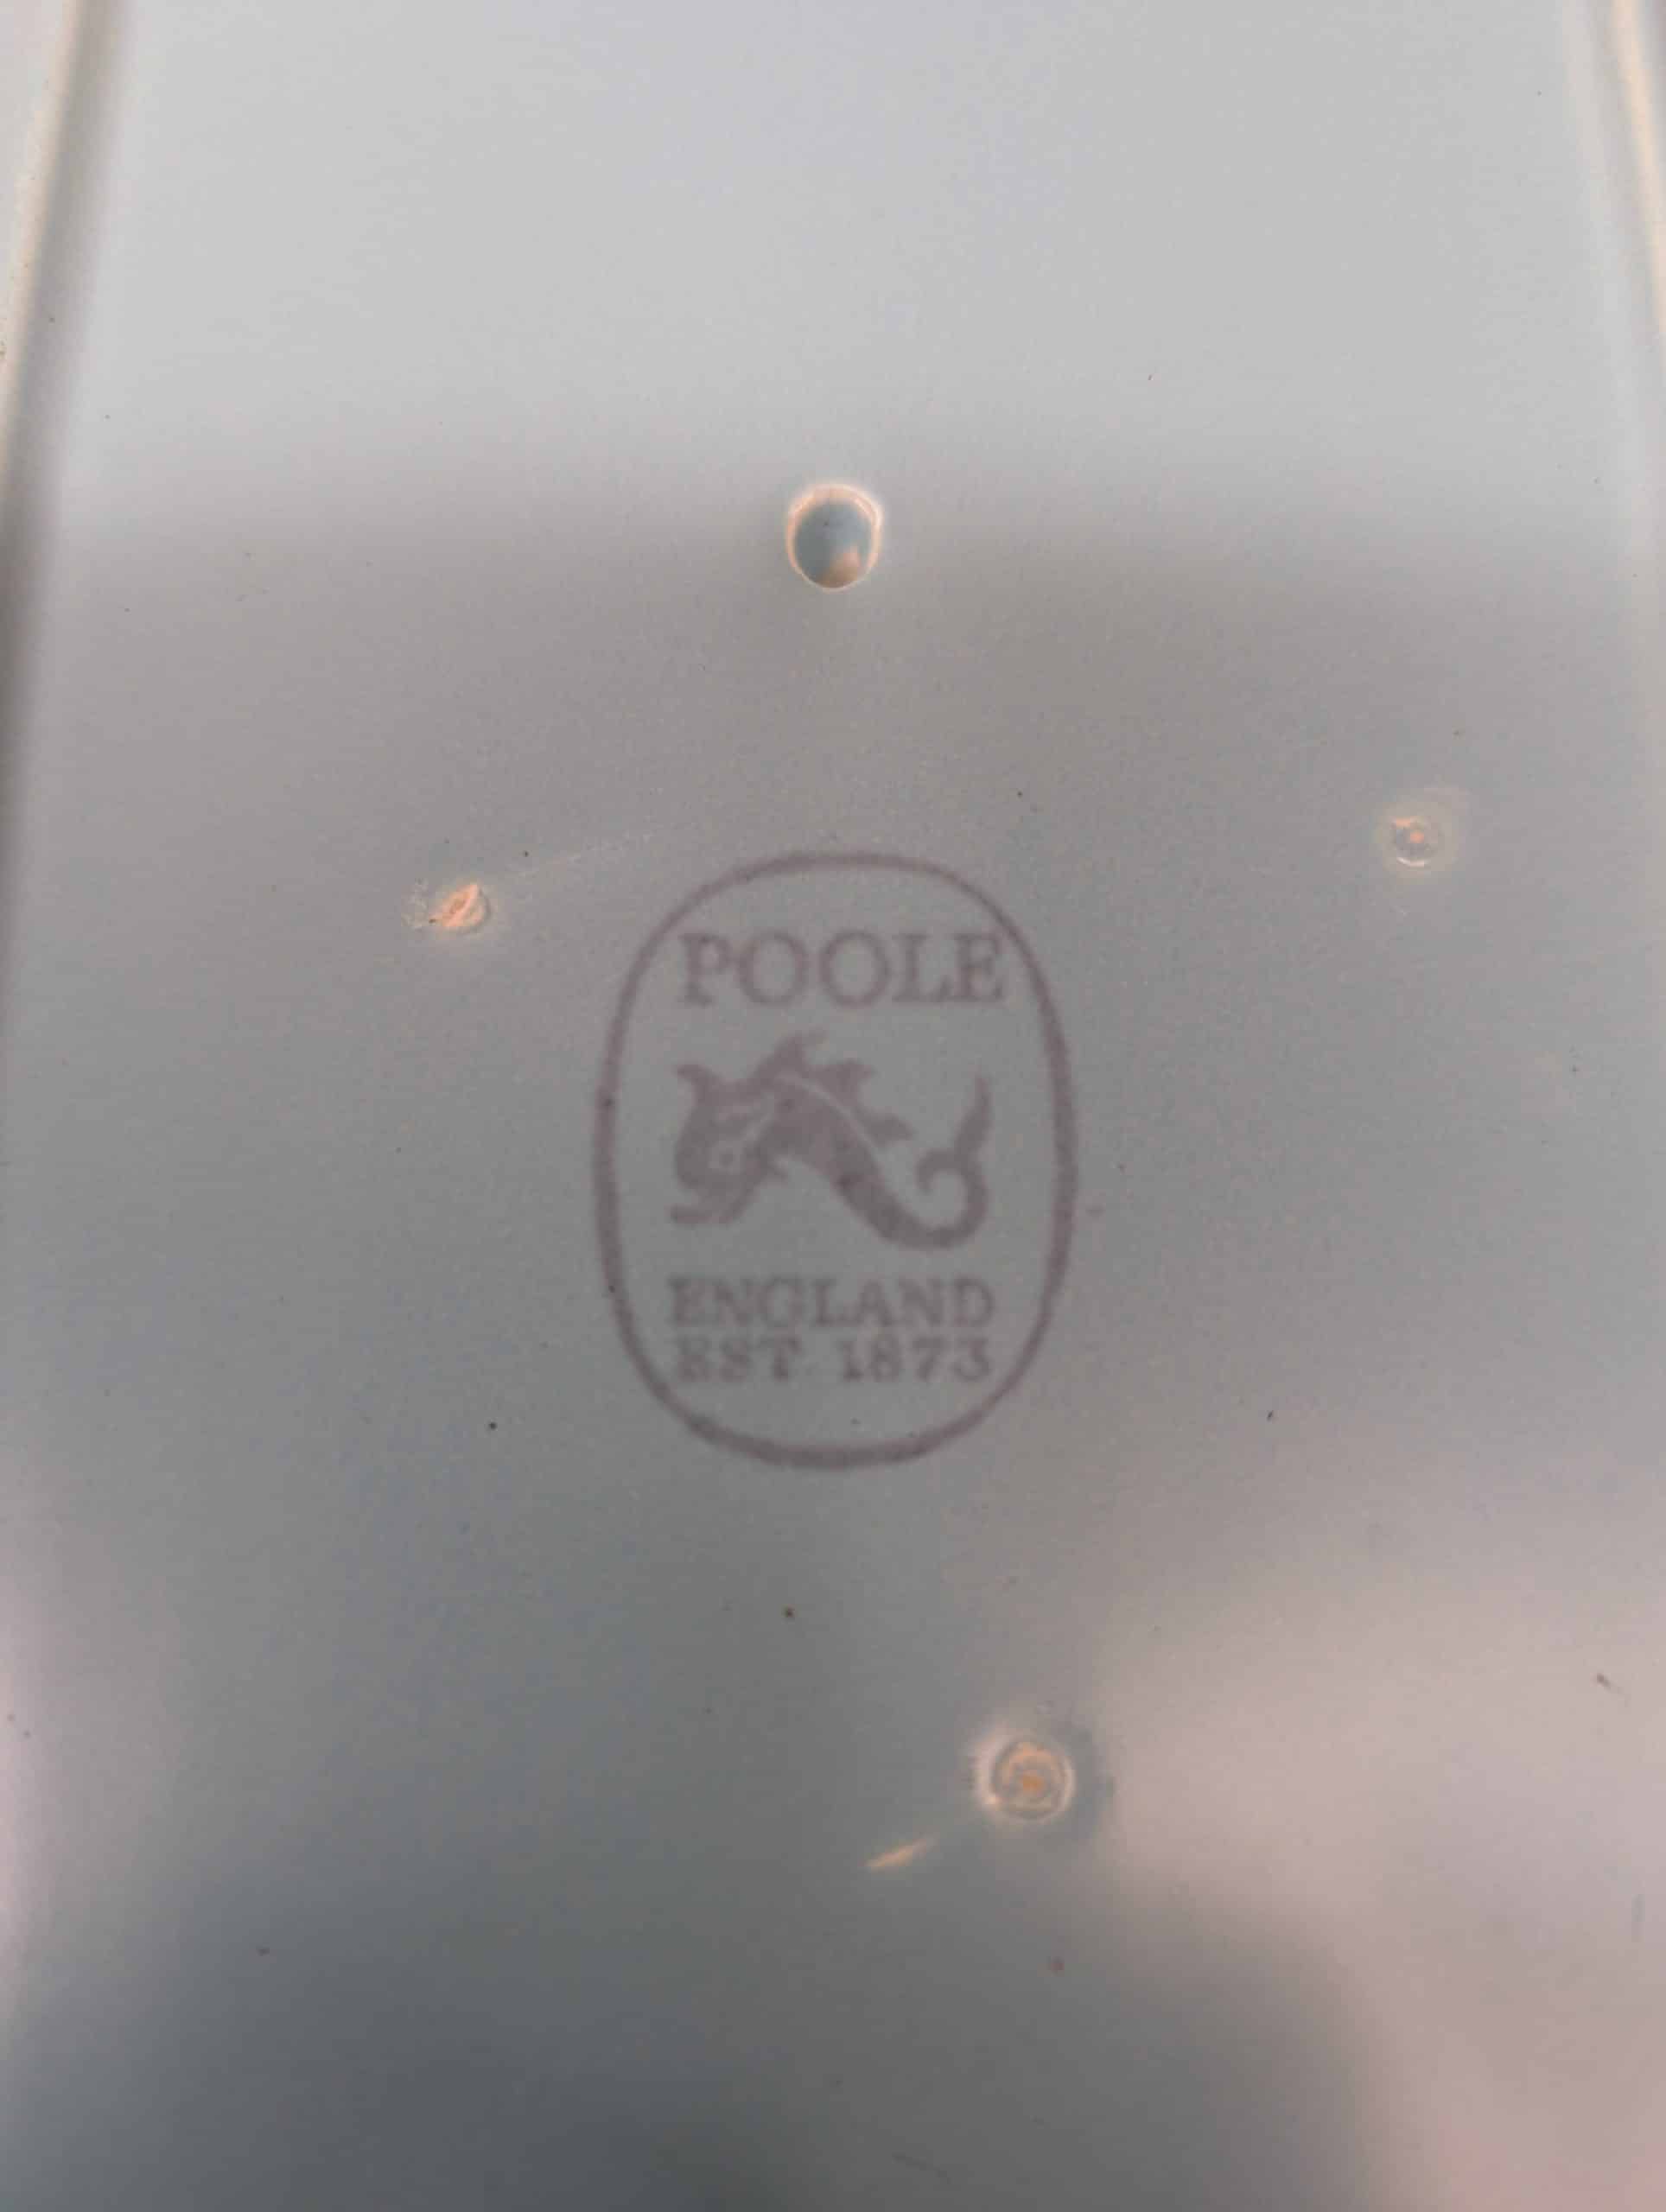 POOLE
ENGLAND
EST. 1873